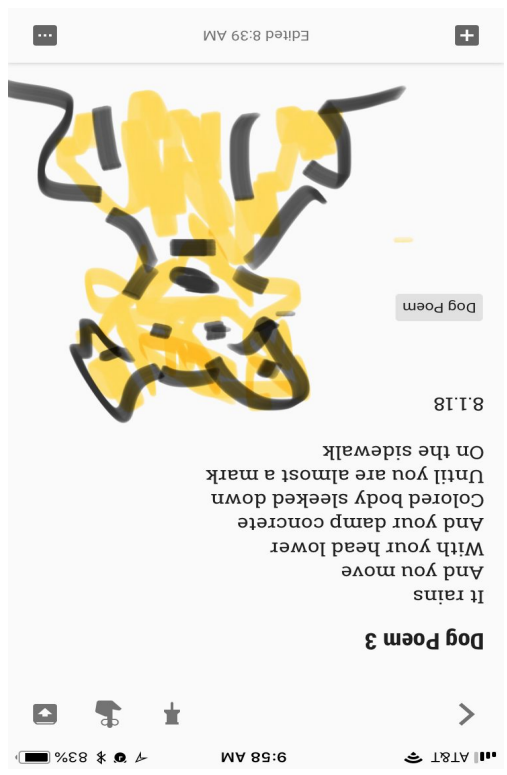 AT&T 9:58 AM 83%
Dog Poem 3
It rains
And you move
With your head lower
And your damp concrete
Colored body sleeked down
Until you are almost a mark
On the sidewalk
8.1.18
Dog Poem
Edited 8:39 AM